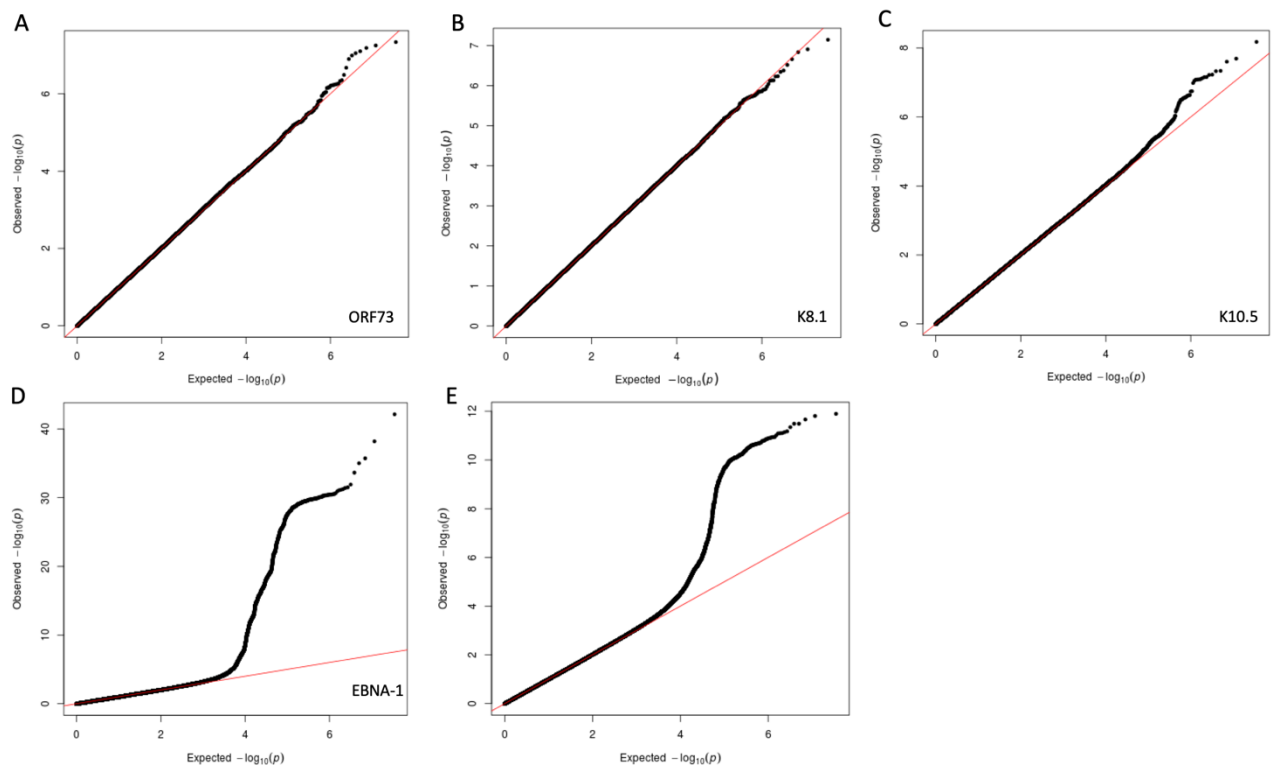 A
Observed −log10(p)
0
2
4
6
ORF73
0 2 4 6
Expected −log10(p)
B
Observed −log10(p)
0
1
2
3
4
5
6
7
K8.1
0 2 4 6
Expected −log10(p)
C
Observed −log10(p)
0
2
4
6
8
K10.5
0 2 4 6
Expected −log10(p)
D
Observed −log10(p)
0
10
20
30
40
EBNA-1
0 2 4 6
Expected −log10(p)
E
Observed −log10(p)
0
2
4
6
8
10
12
0 2 4 6
Expected −log10(p)